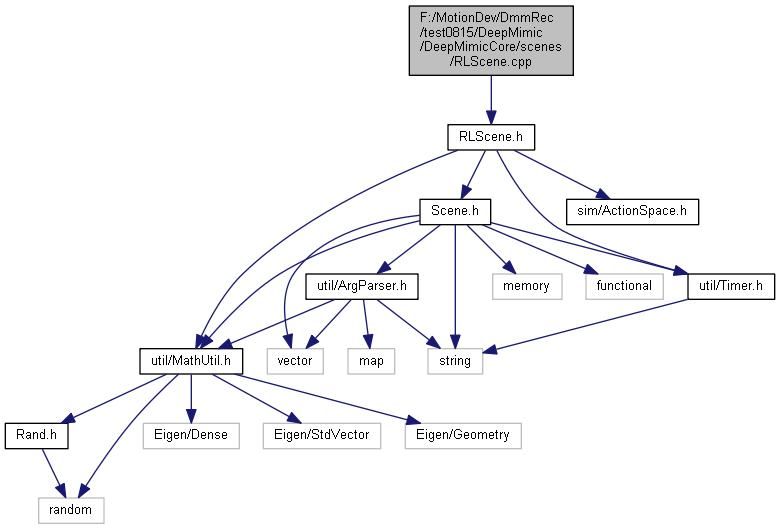 F:/MotionDew/DmmRec
/test0815/DeepMimic
/DeepMimicCore/scenes
/RLScene.cpp
RLScene.h
Scene.h
sim/ActionSpace.h
util/ArgParser.h
memory
functional
util/Timer.h
util/MathUtil.h
vector
map
string
Rand.h
Eigen/Dense
Eigen/StdVector
Eigen/Geometry
random